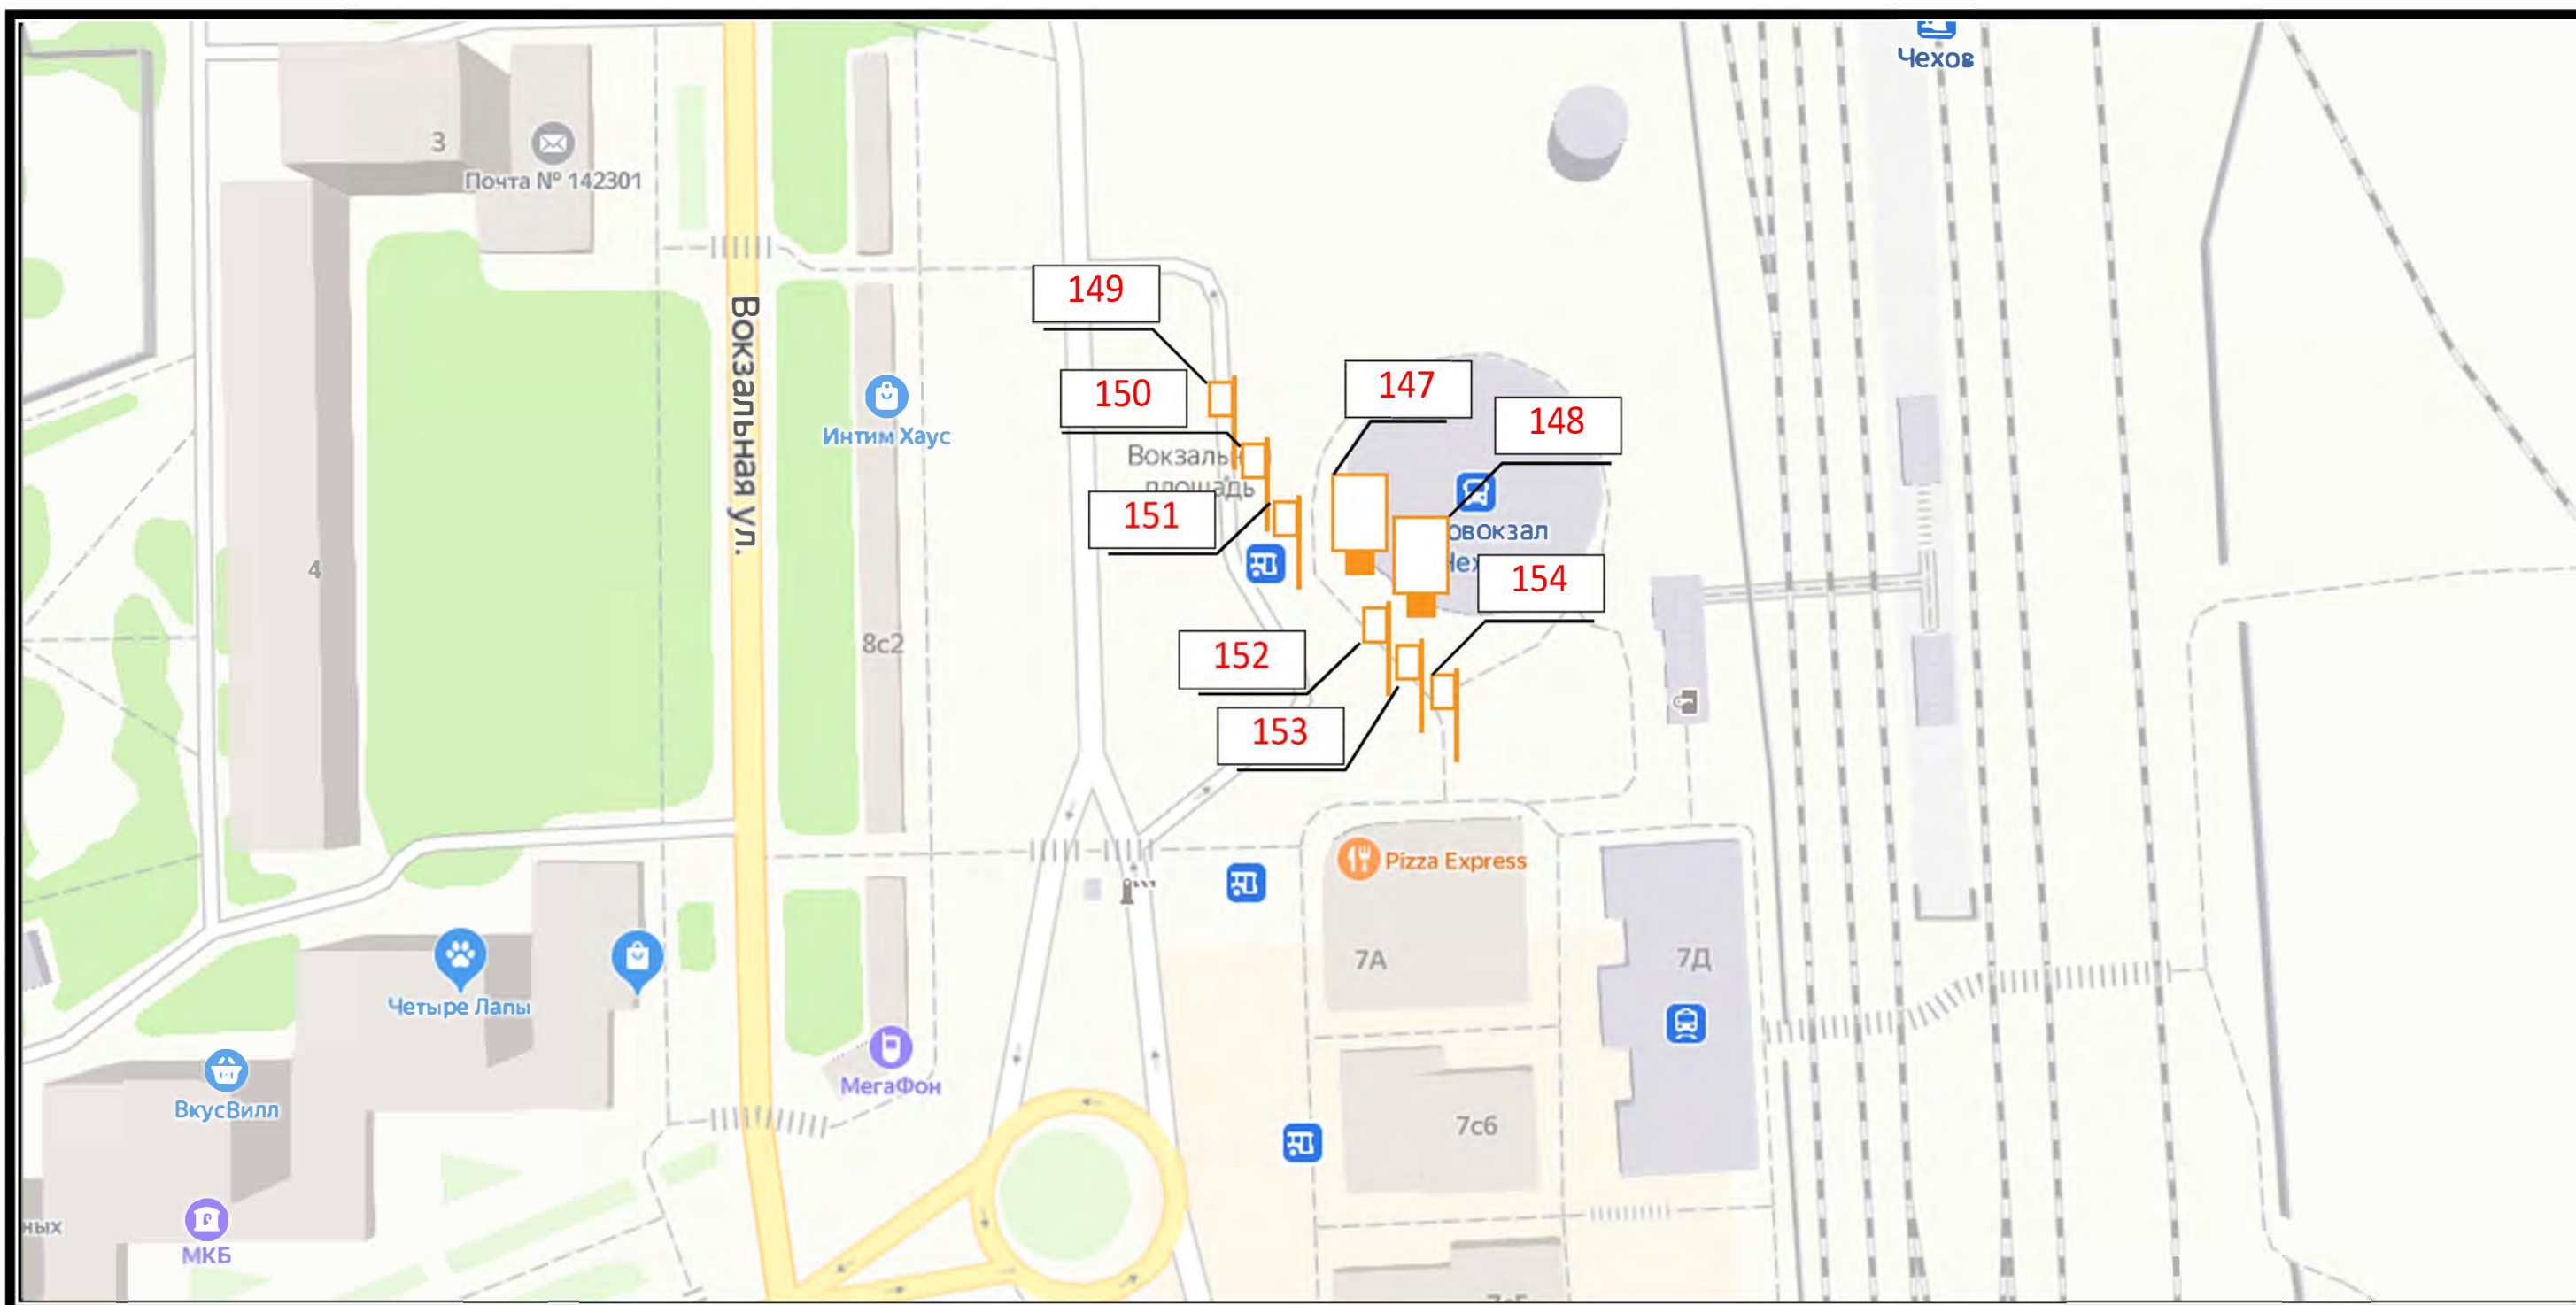 Чехов
3
Почта № 142301
149
Вокзальная ул.
147
150
148
Интим Хаус
площадь
151
154
4
8с2
152
153
Pizza Express
7А
7Д
Четыре Лапы
МегаФон
ВкусВилл
7с6
МКБ